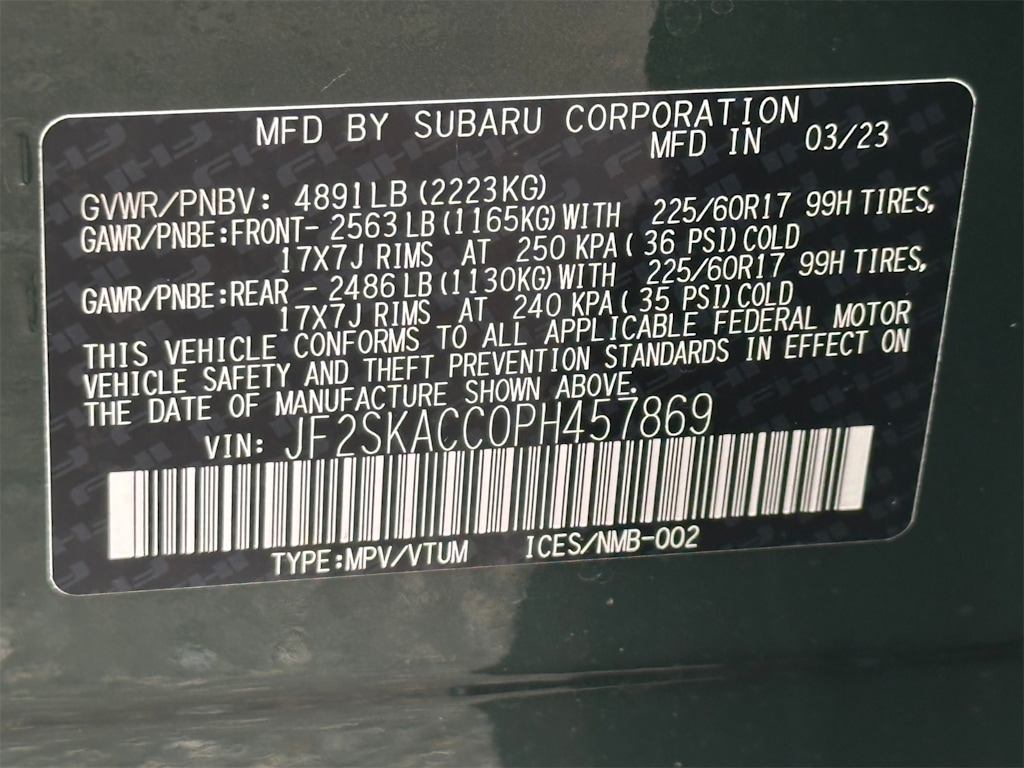 MFD BY SUBARU CORPORATION
MFD IN 03/23
GVWR/PNBV: 4891LB (2223KG)
GAWR/PNBE:FRONT- 2563 LB (1165KG) WITH 225/60R17 99H TIRES,
17X7J RIMS AT 250 KPA ( 36 PSI) COLD
GAWR/PNBE:REAR - 2486 LB (1130KG) WITH 225/60R17 99H TIRES,
17X7J RIMS AT 240 KPA ( 35 PSI) COLD
THIS VEHICLE CONFORMS TO ALL APPLICABLE FEDERAL MOTOR
VEHICLE SAFETY AND THEFT PREVENTION STANDARDS IN EFFECT ON
THE DATE OF MANUFACTURE SHOWN ABOVE.
VIN: JF2SKACC0PH457869
TYPE:MPV/VTUM ICES/NMB-002